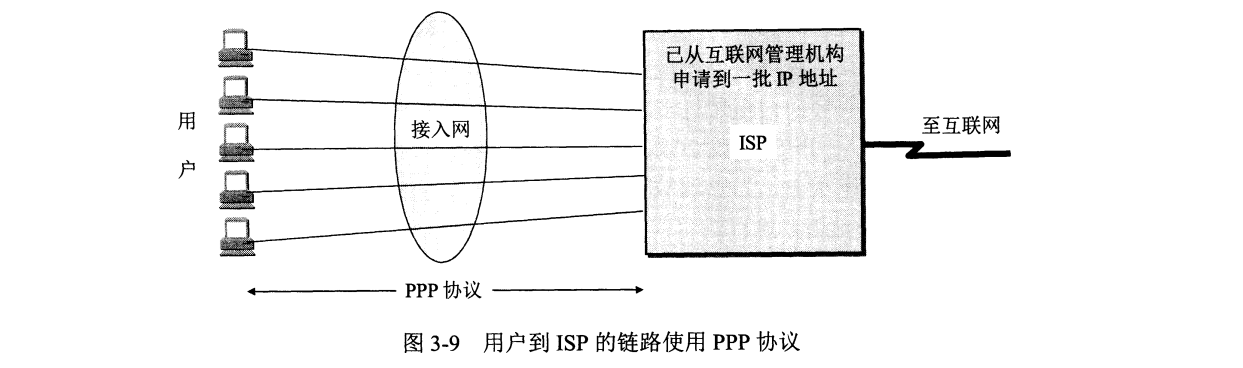 已从互联网管理机构
申请到一批 IP 地址
用
户
接入网
ISP
至互联网
PPP 协议
图 3-9 用户到 ISP 的链路使用 PPP 协议